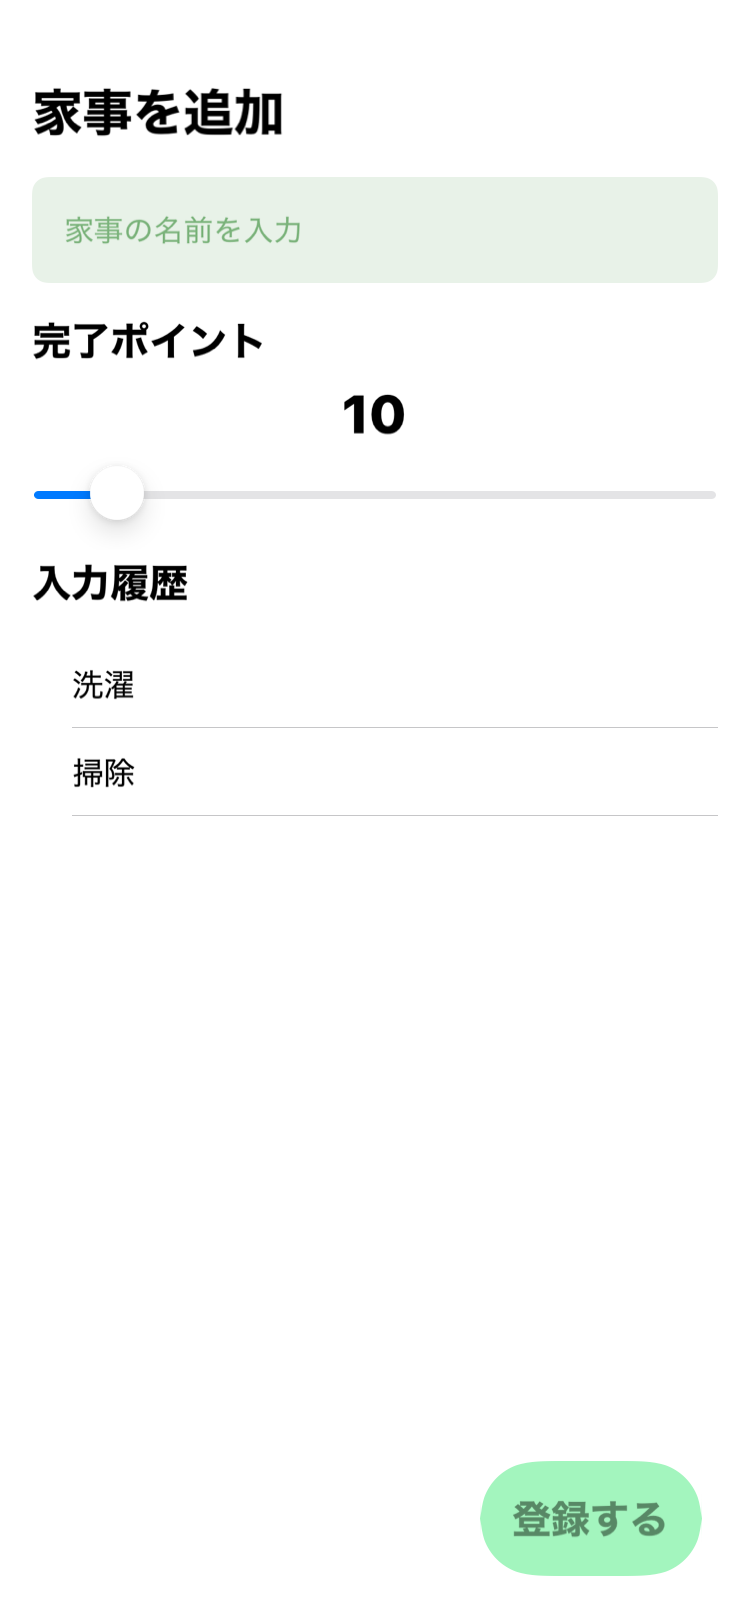 家事を追加
家事の名前を入力
完了ポイント
10
入力履歴
洗濯
掃除
登録する